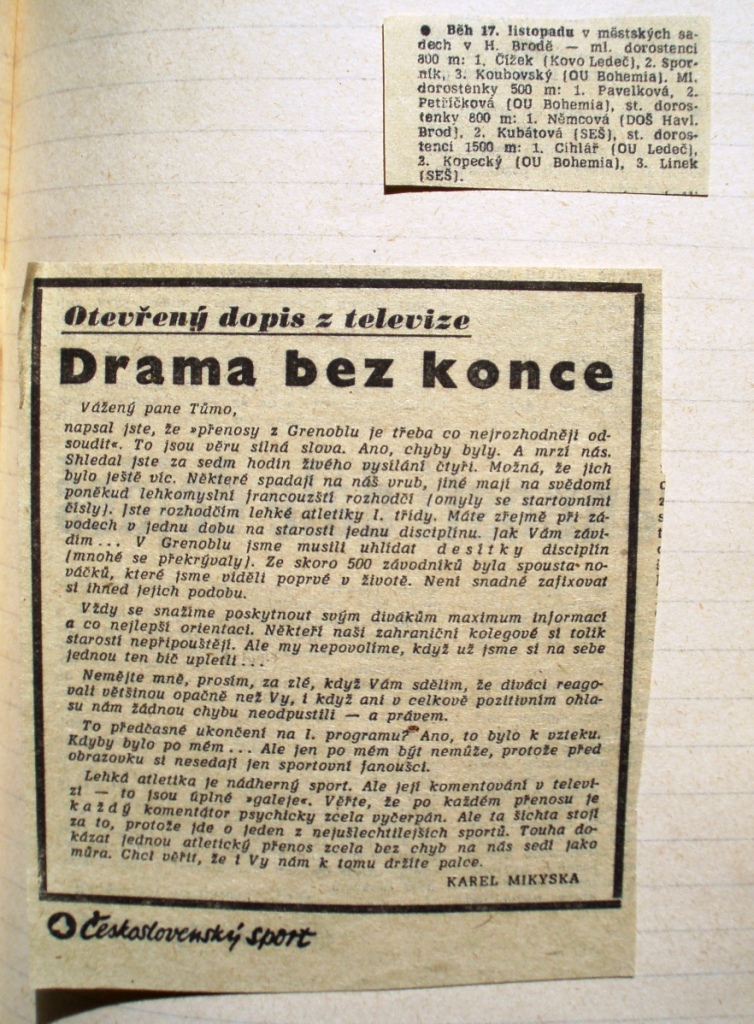 ● Běh 17. listopadu v městských sa-
dech v H. Brodě — ml. dorostenci
800 m: 1. Čížek (Kovo Ledeč), 2. Spor-
ník, 3. Koubovský (OU Bohemia). Ml.
dorostenky 500 m: 1. Pavelková, 2.
Petříčková (OU Bohemia), st. doros-
tenky 800 m: 1. Němcová (DOŠ Havl.
Brod), 2. Kubátová (SEŠ), st. doros-
tenci 1500 m: 1. Cihlář (OU Ledeč),
2. Kopecký (OU Bohemia), 3. Linek
(SEŠ).
Otevřený dopis z televize
Drama bez konce
Vážený pane Tůmo,
napsal jste, že »přenosy z Grenoblu je třeba co nejrozhodněji od-
soudit«. To jsou věru silná slova. Ano, chyby byly. A mrzí nás.
Shledal jste za sedm hodin živého vysílání čtyři. Možná, že jich
bylo ještě víc. Některé spadají na náš vrub, jiné mají na svědomí
poněkud lehkomyslní francouzští rozhodčí (omyly se startovními
čísly). Jste rozhodčím lehké atletiky I. třídy. Máte zřejmě při zá-
vodech v jednu dobu na starosti jednu disciplínu. Jak Vám závi-
dím... V Grenoblu jsme musili uhlídat desítky disciplín
(mnohé se překrývaly). Ze skoro 500 závodníků byla spousta no-
váčků, které jsme viděli poprvé v životě. Není snadné zafixovat
si ihned jejich podobu.
Vždy se snažíme poskytnout svým divákům maximum informací
a co nejlepší orientaci. Někteří naši zahraniční kolegové si tolik
starostí nepřipouštějí. Ale my nepovolíme, když už jsme si na sebe
jednou ten bič upletli...
Nemějte mně, prosím, za zlé, když Vám sdělím, že diváci reago-
vali většinou opačně než Vy, i když ani v celkově pozitivním ohla-
su nám žádnou chybu neodpustili — a právem.
To předčasné ukončení na I. programu? Ano, to bylo k vzteku.
Kdyby bylo po mém... Ale jen po mém být nemůže, protože před
obrazovku si nesedají jen sportovní fanoušci.
Lehká atletika je nádherný sport. Ale její komentování v televi-
zi — to jsou úplné »galeje«. Věřte, že po každém přenosu je
každý komentátor psychicky zcela vyčerpán. Ale ta šichta stojí
za to, protože jde o jeden z nejušlechtilejších sportů. Touha do-
kázat jednou atletický přenos zcela bez chyb na nás sedí jako
můra. Chci věřit, že i Vy nám k tomu držíte palce.
KAREL MIKYSKA
Československý sport